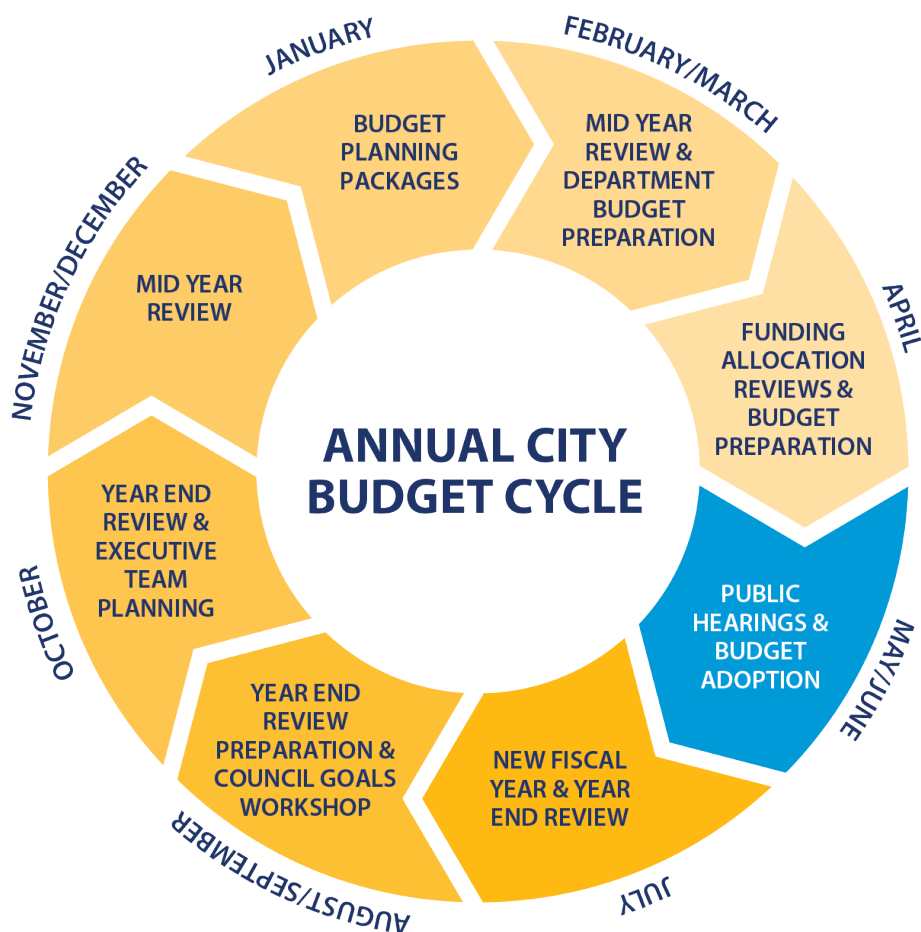 ANNUAL CITY
BUDGET CYCLE
JANUARY
BUDGET
PLANNING
PACKAGES
FEBRUARY/MARCH
MID YEAR
REVIEW &
DEPARTMENT
BUDGET
PREPARATION
APRIL
FUNDING
ALLOCATION
REVIEWS &
BUDGET
PREPARATION
MAY/JUNE
PUBLIC
HEARINGS &
BUDGET
ADOPTION
JULY
NEW FISCAL
YEAR & YEAR
END REVIEW
AUGUST/SEPTEMBER
YEAR END
REVIEW
PREPARATION &
COUNCIL GOALS
WORKSHOP
OCTOBER
YEAR END
REVIEW &
EXECUTIVE
TEAM
PLANNING
NOVEMBER/DECEMBER
MID YEAR
REVIEW